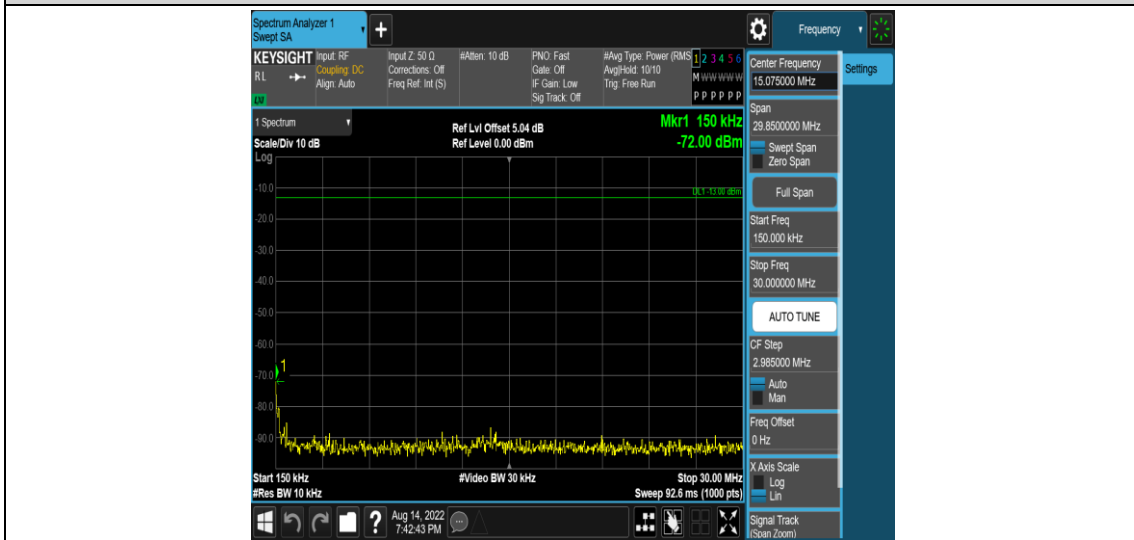 Spectrum Analyzer 1
Swept SA
+
Frequency
KEYSIGHT
RL
Input: RF
Coupling: DC
Align: Auto
Input Z: 50 Ω
Corrections: Off
Freq Ref: Int (S)
#Atten: 10 dB
PNO: Fast
Gate: Off
IF Gain: Low
Sig Track: Off
#Avg Type: Power (RMS
Avg|Hold: 10/10
Trig: Free Run
1 2 3 4 5 6
M W W W W W
P P P P P P
1 Spectrum
Scale/Div 10 dB
Log
Ref Lvl Offset 5.04 dB
Ref Level 0.00 dBm
Mkr1 150 kHz
-72.00 dBm
DL1 -13.00 dBm
-10.0
-20.0
-30.0
-40.0
-50.0
-60.0
-70.0
-80.0
-90.0
1
Start 150 kHz
#Res BW 10 kHz
#Video BW 30 kHz
Stop 30.00 MHz
Sweep 92.6 ms (1000 pts)
?
Aug 14, 2022
7:42:43 PM
Center Frequency
15.075000 MHz
Settings
Span
29.8500000 MHz
Swept Span
Zero Span
Full Span
Start Freq
150.000 kHz
Stop Freq
30.000000 MHz
AUTO TUNE
CF Step
2.985000 MHz
Auto
Man
Freq Offset
0 Hz
X Axis Scale
Log
Lin
Signal Track
(Span Zoom)